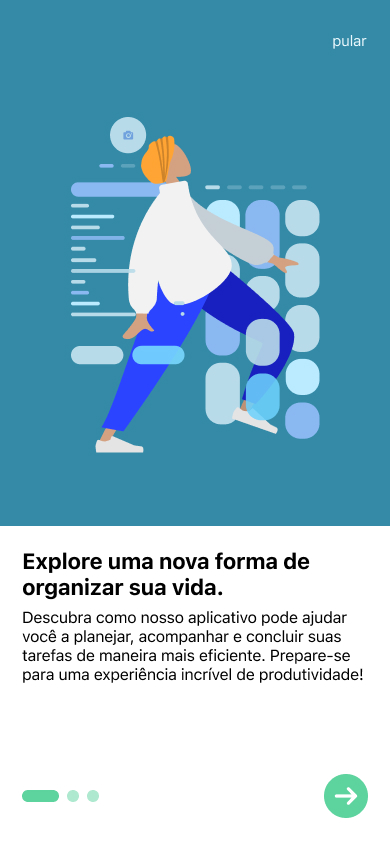 pular
Explore uma nova forma de
organizar sua vida.
Descubra como nosso aplicativo pode ajudar
você a planejar, acompanhar e concluir suas
tarefas de maneira mais eficiente. Prepare-se
para uma experiência incrível de produtividade!